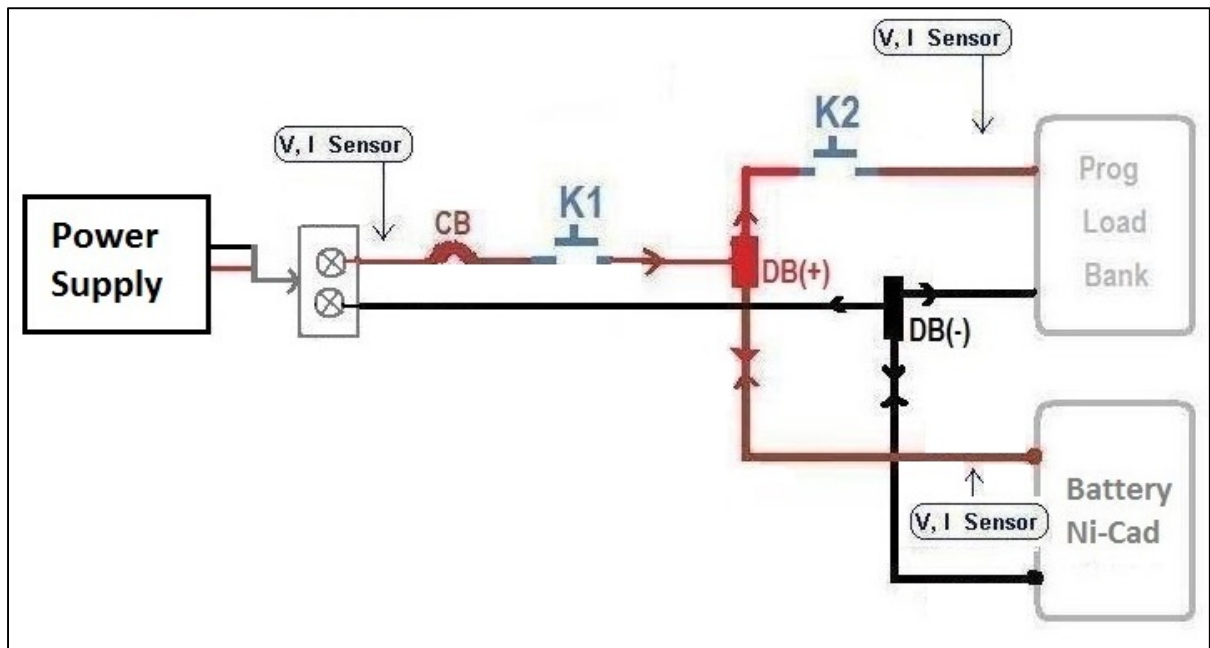 V, I Sensor
K2
V, I Sensor
Prog
Load
Bank
Power
Supply
CB
K1
DB(+)
DB(-)
Battery
Ni-Cad
V, I Sensor